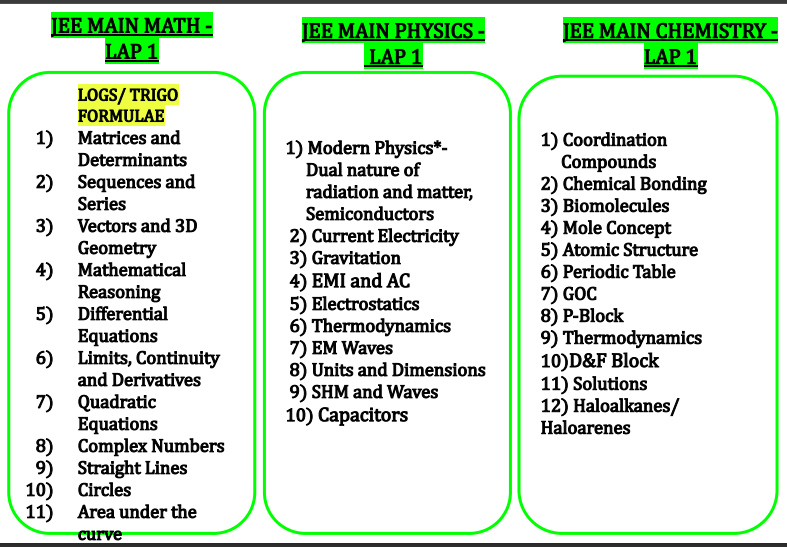 JEE MAIN MATH -
LAP 1
LOGS/ TRIGO
FORMULAE
1) Matrices and
Determinants
2) Sequences and
Series
3) Vectors and 3D
Geometry
4) Mathematical
Reasoning
5) Differential
Equations
6) Limits, Continuity
and Derivatives
7) Quadratic
Equations
8) Complex Numbers
9) Straight Lines
10) Circles
11) Area under the
curve
JEE MAIN PHYSICS -
LAP 1
1) Modern Physics*-
Dual nature of
radiation and matter,
Semiconductors
2) Current Electricity
3) Gravitation
4) EMI and AC
5) Electrostatics
6) Thermodynamics
7) EM Waves
8) Units and Dimensions
9) SHM and Waves
10) Capacitors
JEE MAIN CHEMISTRY -
LAP 1
1) Coordination
Compounds
2) Chemical Bonding
3) Biomolecules
4) Mole Concept
5) Atomic Structure
6) Periodic Table
7) GOC
8) P-Block
9) Thermodynamics
10)D&F Block
11) Solutions
12) Haloalkanes/
Haloarenes